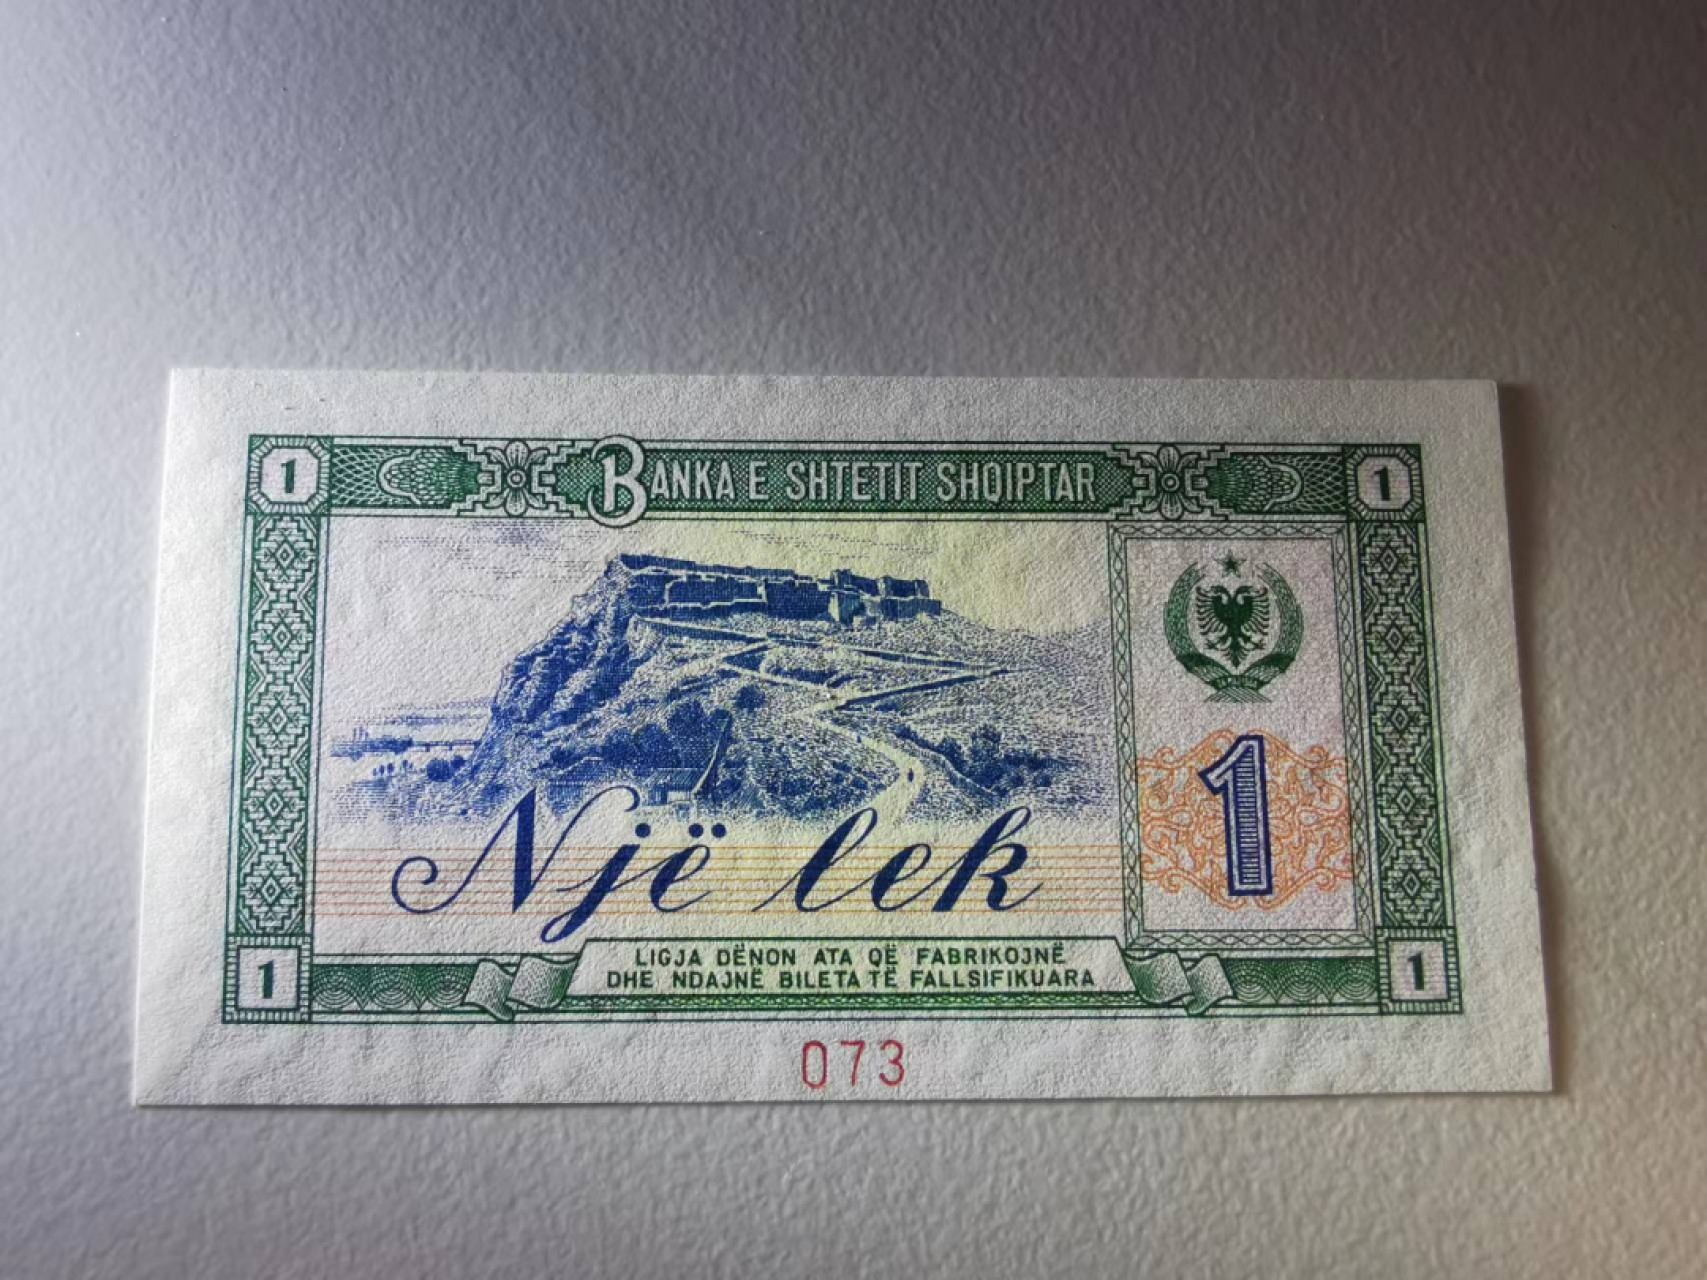 1 BANKA E SHTETIT SHQIPTAR 1
1
Një lek
1 LIGJA DËNON ATA QË FABRIKOJNË 1
DHE NDAJNË BILETA TË FALLSIFIKUARA
073